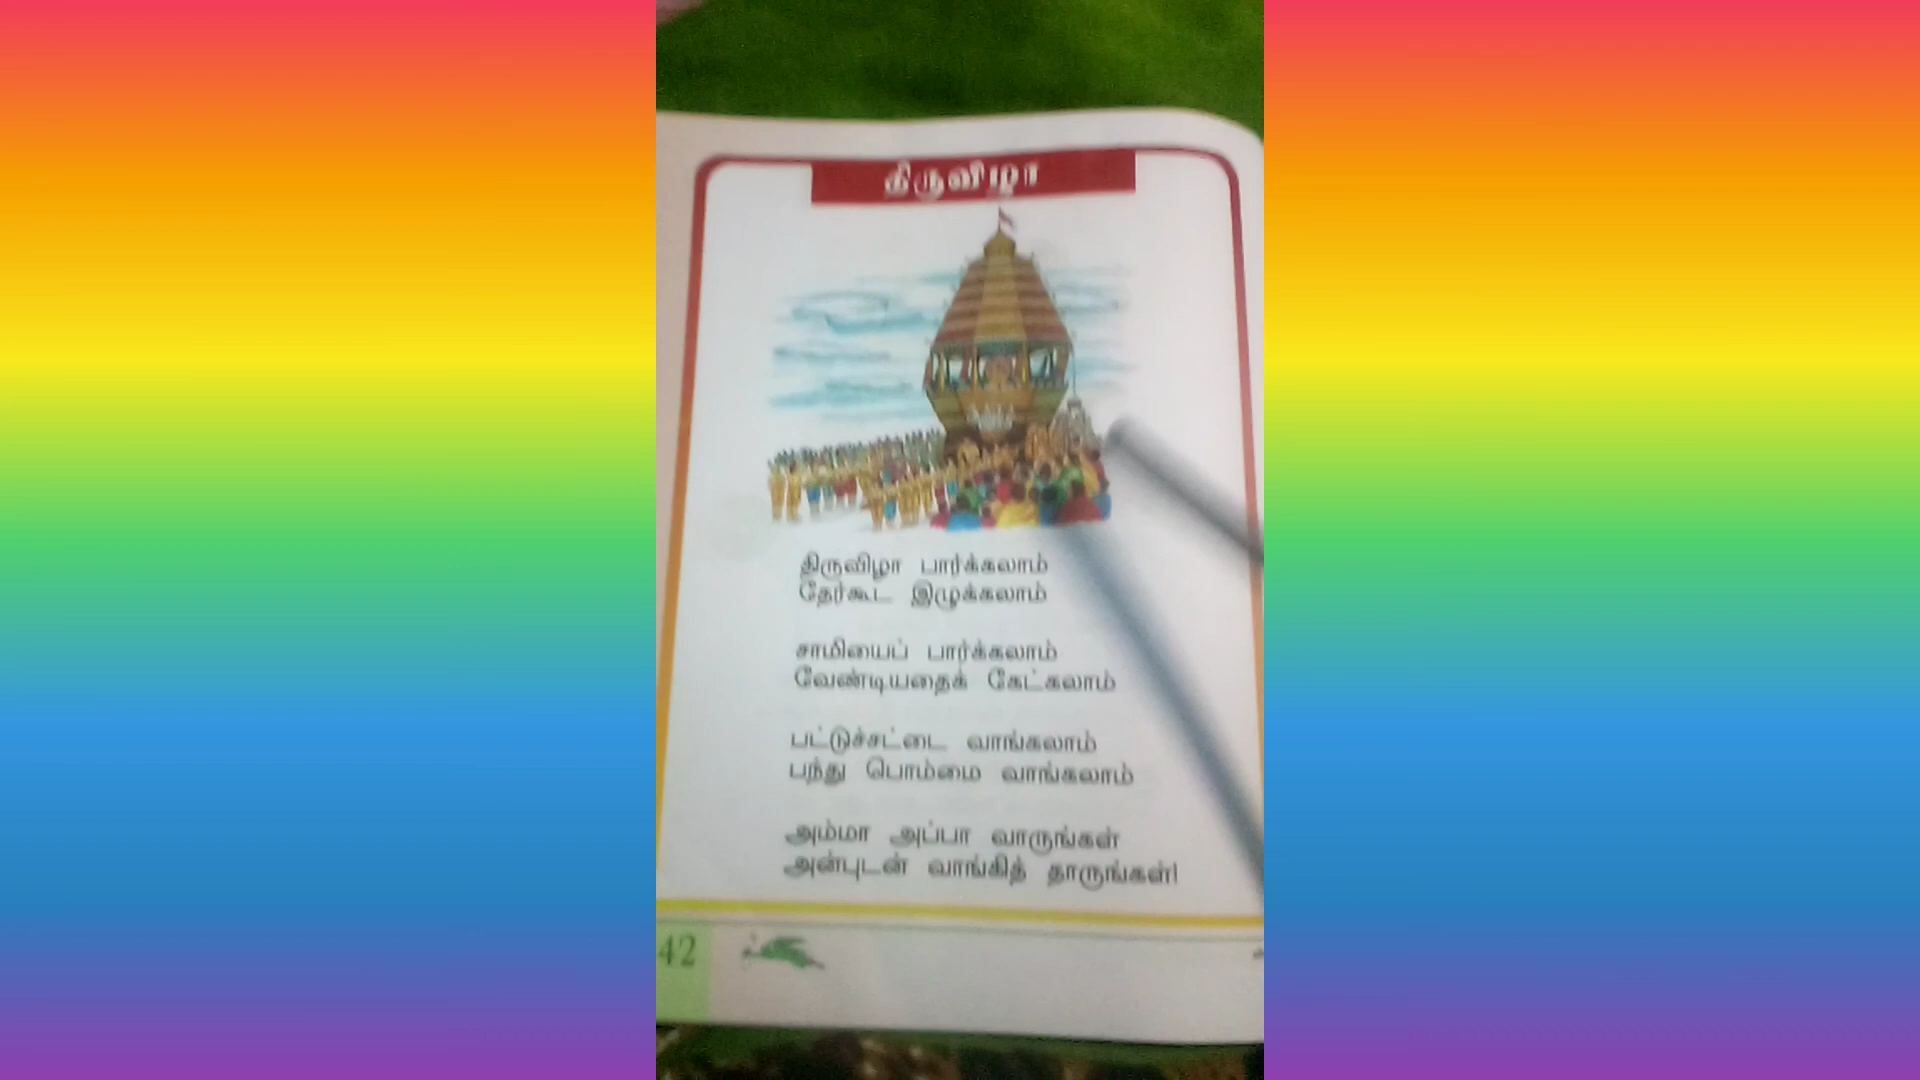 திருவிழா
திருவிழா பார்க்கலாம்
தேர்கூட இழுக்கலாம்
சாமியைப் பார்க்கலாம்
வேண்டியதைக் கேட்கலாம்
பட்டுச்சட்டை வாங்கலாம்
பந்து பொம்மை வாங்கலாம்
அம்மா அப்பா வாருங்கள்
அன்புடன் வாங்கித் தாருங்கள்!
42